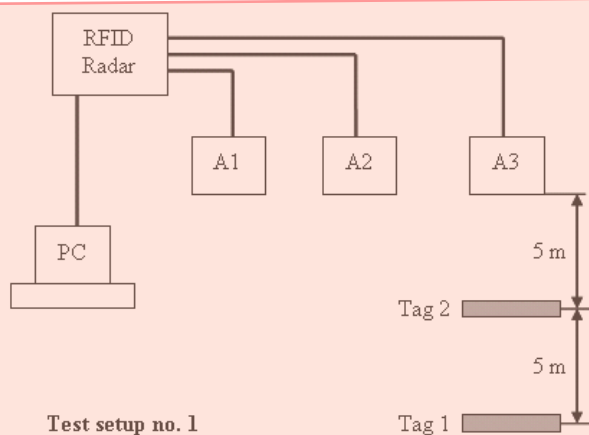 RFID
Radar
A1
A2
A3
PC
5 m
Tag 2
5 m
Test setup no. 1
Tag 1